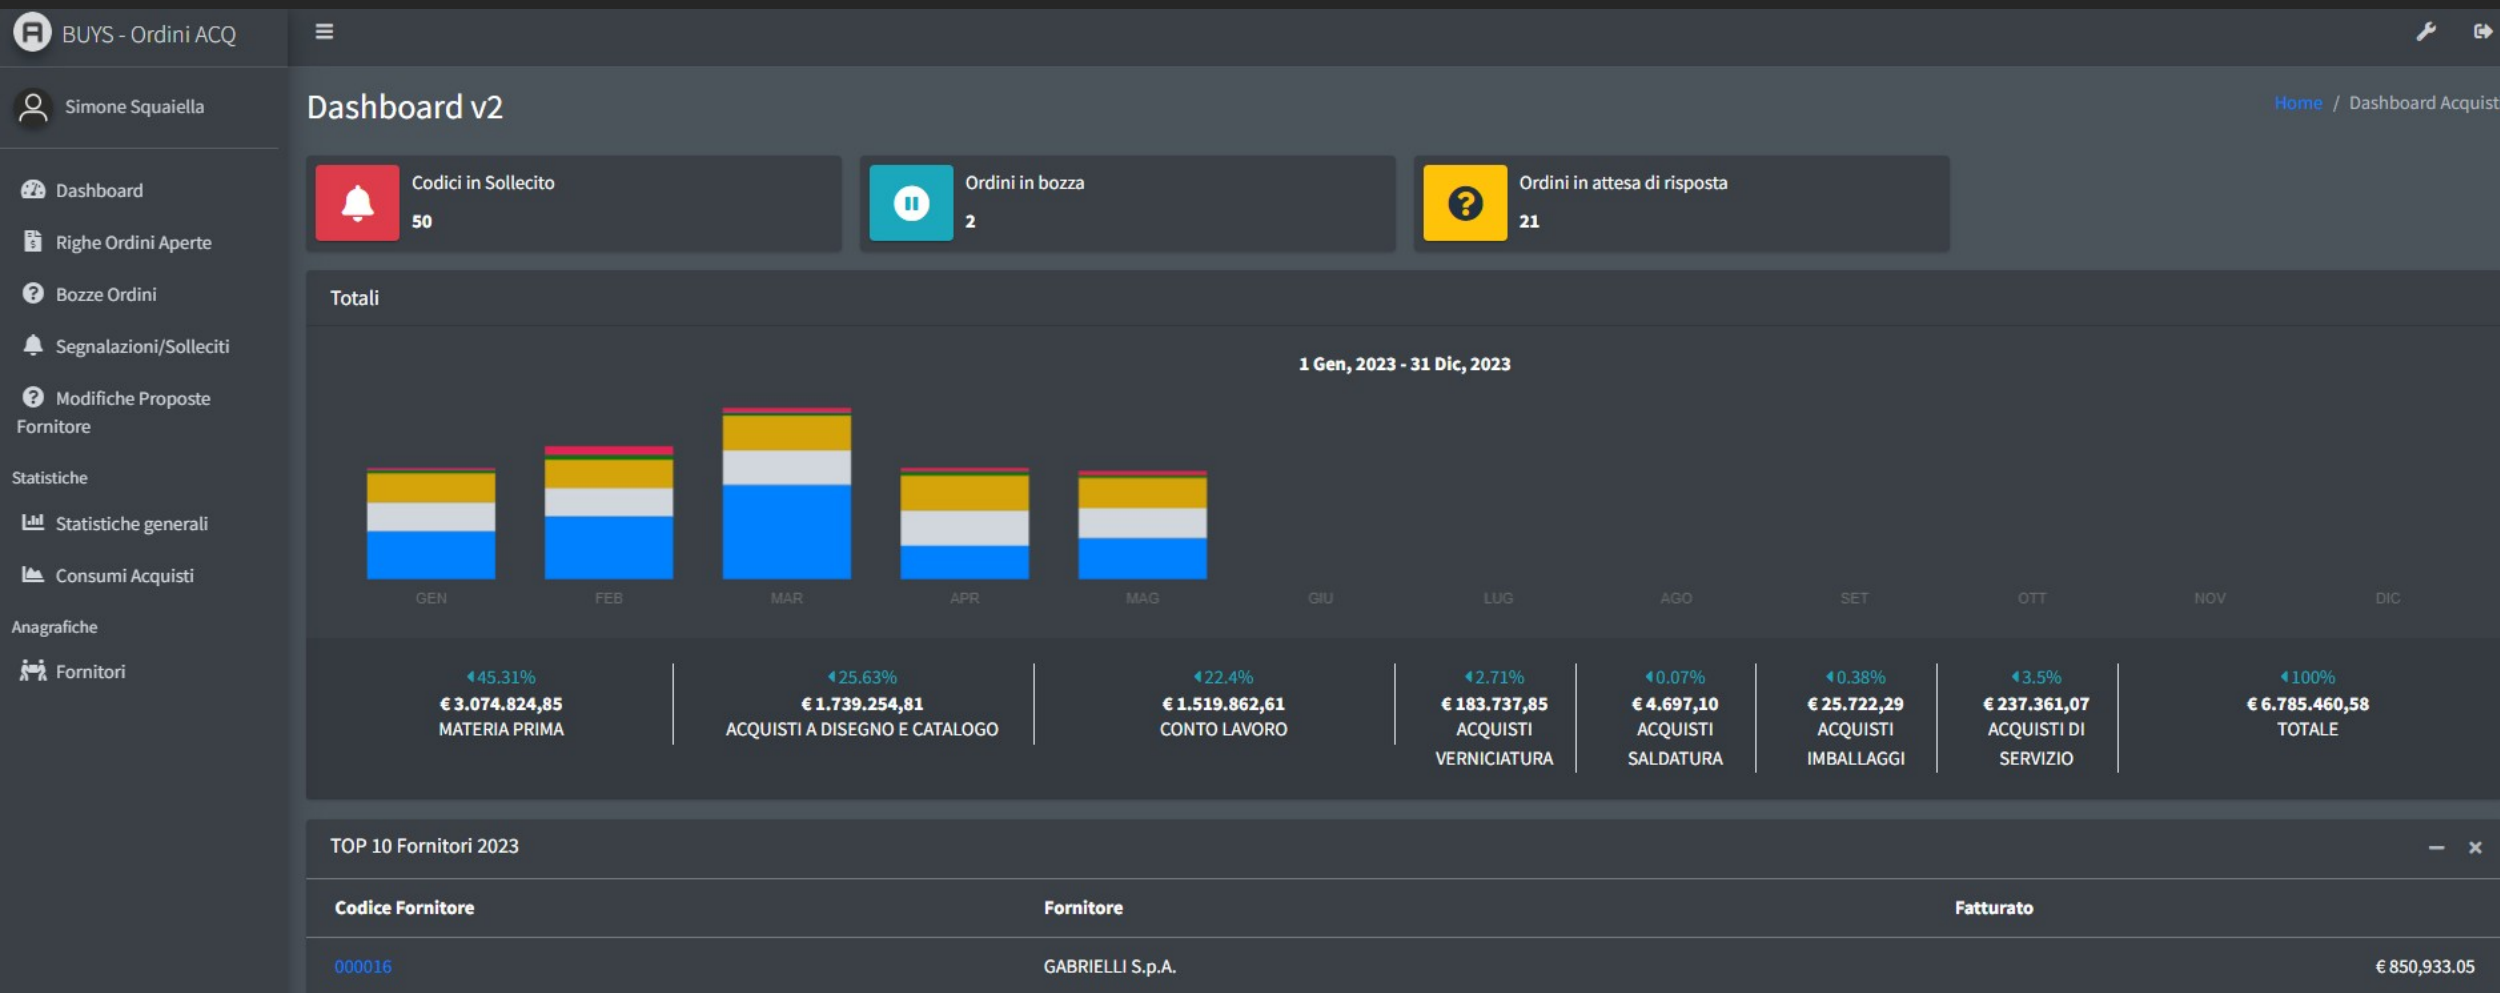 BUYS - Ordini ACQ
Simone Squaiella
Dashboard
Righe Ordini Aperte
Bozze Ordini
Segnalazioni/Solleciti
Modifiche Proposte
Fornitore
Statistiche
Statistiche generali
Consumi Acquisti
Anagrafiche
Fornitori
Dashboard v2
Home / Dashboard Acquist
Codici in Sollecito
50
Ordini in bozza
2
Ordini in attesa di risposta
21
Totali
1 Gen, 2023 - 31 Dic, 2023
GEN FEB MAR APR MAG GIU LUG AGO SET OTT NOV DIC
45.31%
€ 3.074.824,85
MATERIA PRIMA
25.63%
€ 1.739.254,81
ACQUISTI A DISEGNO E CATALOGO
22.4%
€ 1.519.862,61
CONTO LAVORO
2.71%
€ 183.737,85
ACQUISTI
VERNICIATURA
0.07%
€ 4.697,10
ACQUISTI
SALDATURA
0.38%
€ 25.722,29
ACQUISTI
IMBALLAGGI
3.5%
€ 237.361,07
ACQUISTI DI
SERVIZIO
100%
€ 6.785.460,58
TOTALE
TOP 10 Fornitori 2023
Codice Fornitore Fornitore Fatturato
000016 GABRIELLI S.p.A. € 850,933.05